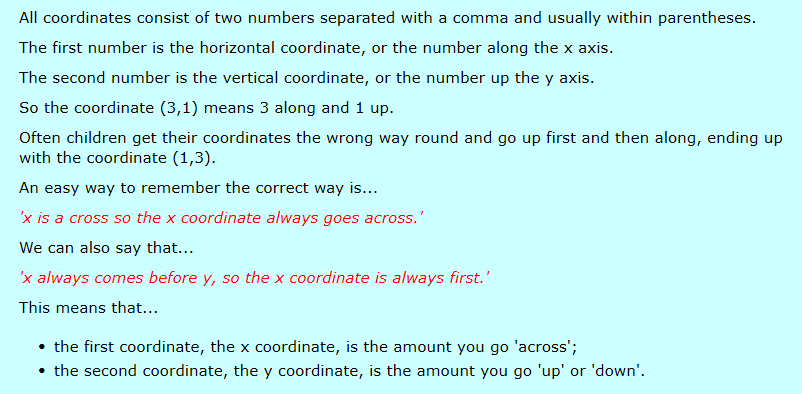 All coordinates consist of two numbers separated with a comma and usually within parentheses.
The first number is the horizontal coordinate, or the number along the x axis.
The second number is the vertical coordinate, or the number up the y axis.
So the coordinate (3,1) means 3 along and 1 up.
Often children get their coordinates the wrong way round and go up first and then along, ending up
with the coordinate (1,3).
An easy way to remember the correct way is...
'x is a cross so the x coordinate always goes across.'
We can also say that...
'x always comes before y, so the x coordinate is always first.'
This means that...
• the first coordinate, the x coordinate, is the amount you go 'across';
• the second coordinate, the y coordinate, is the amount you go 'up' or 'down'.